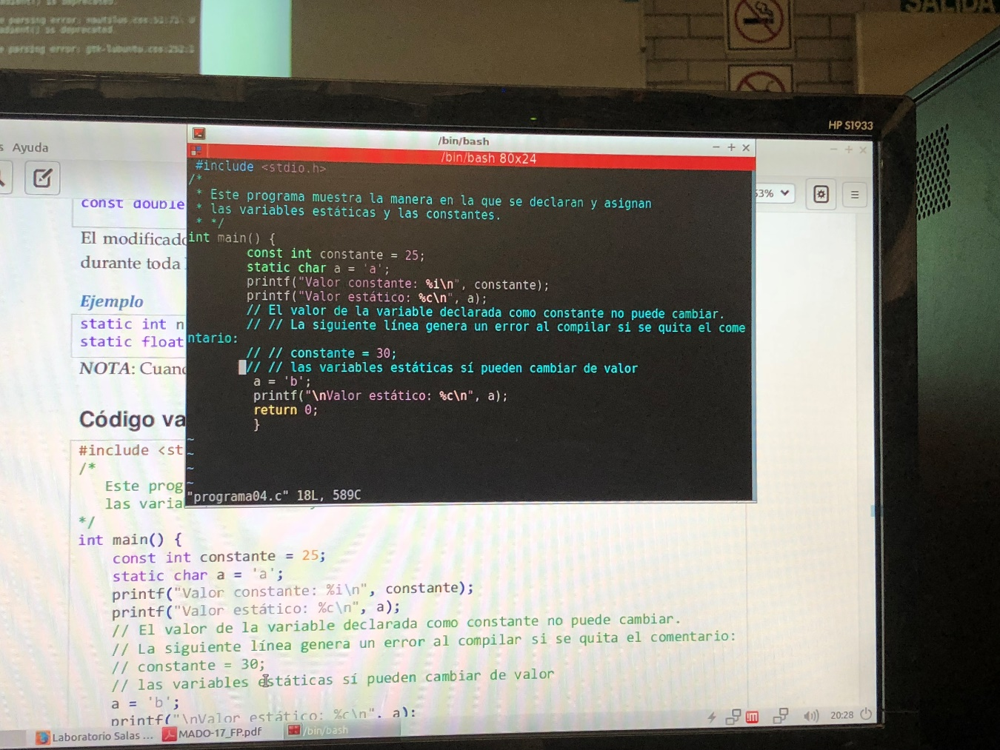 is deprecated.
SALIDA
HP S1933
/bin/bash
/bin/bash 80x24
#include <stdio.h>
/*
* Este programa muestra la manera en la que se declaran y asignan
* las variables estáticas y las constantes.
* */
int main() {
const int constante = 25;
static char a = 'a';
printf("Valor constante: %i\n", constante);
printf("Valor estático: %c\n", a);
// El valor de la variable declarada como constante no puede cambiar.
// // La siguiente línea genera un error al compilar si se quita el come
ntario:
// // constante = 30;
// // las variables estáticas sí pueden cambiar de valor
a = 'b';
printf("\nValor estático: %c\n", a);
return 0;
}
~
~
~
~
"programa04.c" 18L, 589C
s Ayuda
53%
const double
El modificado
durante toda
Ejemplo
static int n
static float
NOTA: Cuand
Código va
#include <st
/*
Este prog
las varia
*/
int main() {
const int constante = 25;
static char a = 'a';
printf("Valor constante: %i\n", constante);
printf("Valor estático: %c\n", a);
// El valor de la variable declarada como constante no puede cambiar.
// La siguiente línea genera un error al compilar si se quita el comentario:
// constante = 30;
// las variables estáticas sí pueden cambiar de valor
a = 'b';
printf("\nValor estático: %c\n", a);
Laboratorio Salas ...
MADO-17_FP.pdf
/bin/bash
20:28